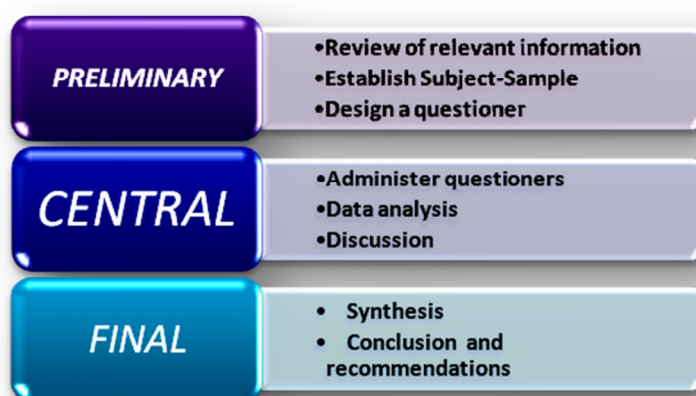 PRELIMINARY
•Review of relevant information
•Establish Subject-Sample
•Design a questioner
CENTRAL
•Administer questioners
•Data analysis
•Discussion
FINAL
• Synthesis
• Conclusion and
recommendations